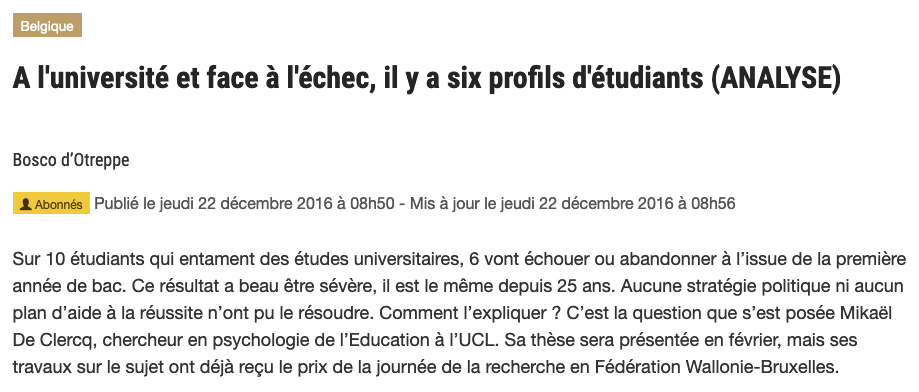 Belgique
A l'université et face à l'échec, il y a six profils d'étudiants (ANALYSE)
Bosco d'Otreppe
Abonnés Publié le jeudi 22 décembre 2016 à 08h50 - Mis à jour le jeudi 22 décembre 2016 à 08h56
Sur 10 étudiants qui entament des études universitaires, 6 vont échouer ou abandonner à l’issue de la première
année de bac. Ce résultat a beau être sévère, il est le même depuis 25 ans. Aucune stratégie politique ni aucun
plan d’aide à la réussite n’ont pu le résoudre. Comment l’expliquer ? C’est la question que s’est posée Mikaël
De Clercq, chercheur en psychologie de l’Education à l’UCL. Sa thèse sera présentée en février, mais ses
travaux sur le sujet ont déjà reçu le prix de la journée de la recherche en Fédération Wallonie-Bruxelles.